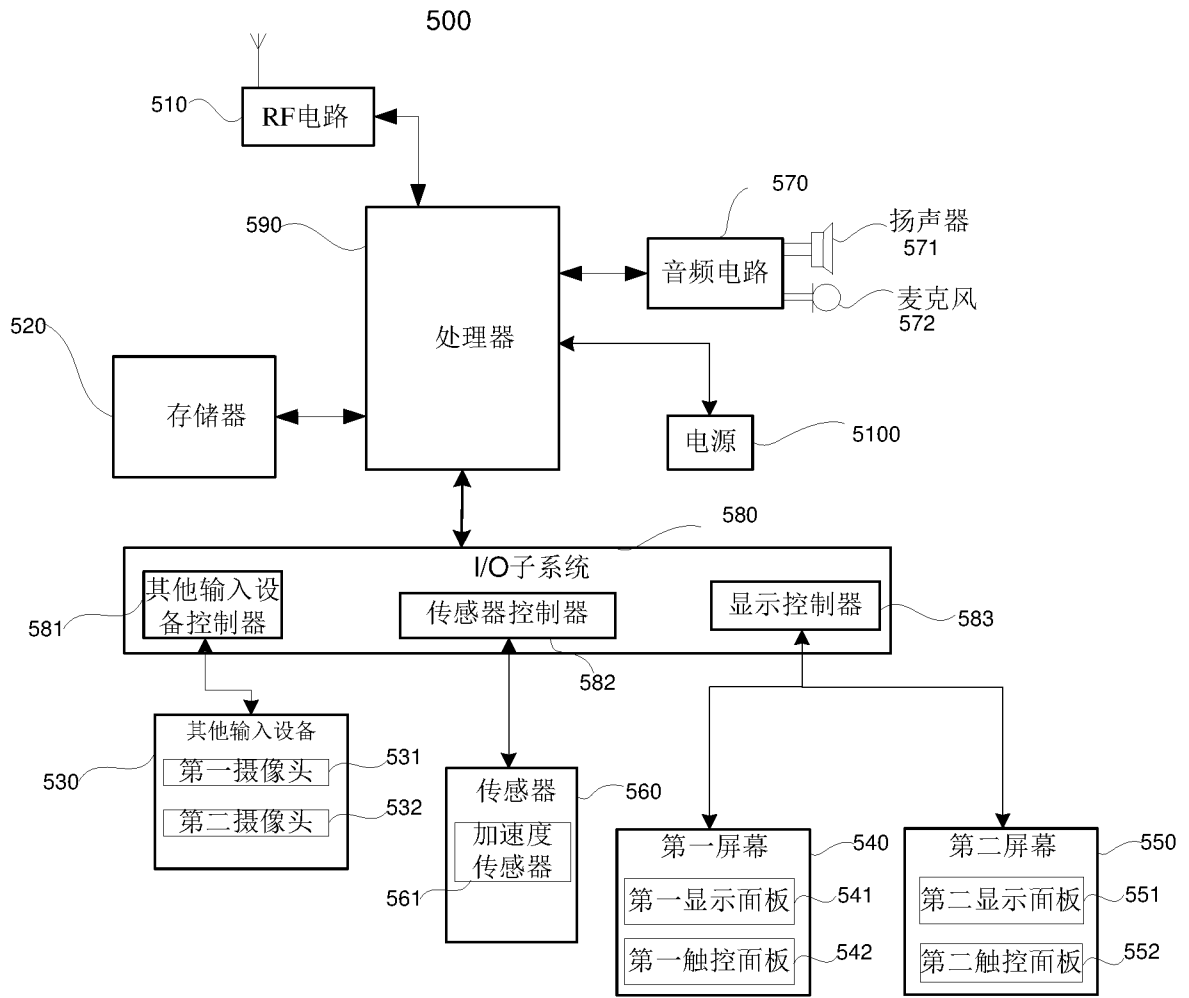 500
510
RF电路
570
590
扬声器
571
音频电路
麦克风
572
520
处理器
存储器
电源
5100
580
I/O子系统
其他输入设
备控制器
581
传感器控制器
582
显示控制器
583
其他输入设备
530
第一摄像头
531
第二摄像头
532
传感器
560
加速度
传感器
561
第一屏幕
540
第一显示面板
541
第一触控面板
542
第二屏幕
550
第二显示面板
551
第二触控面板
552